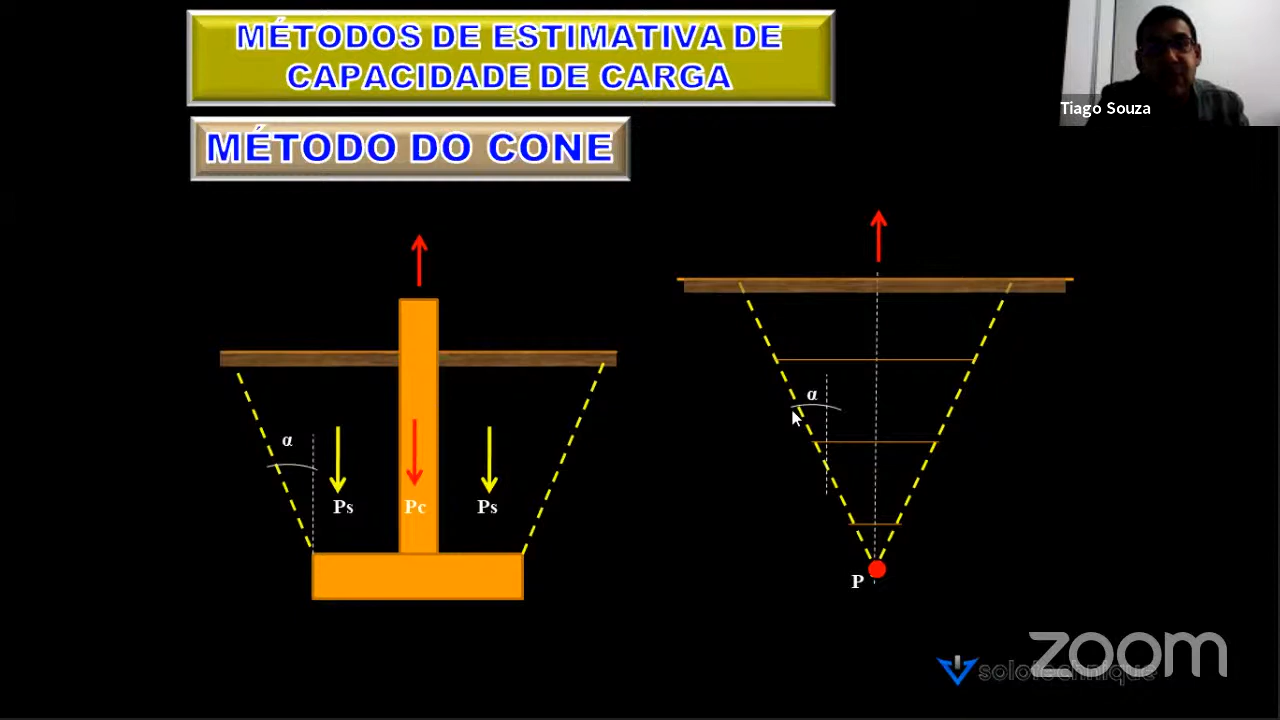 MÉTODOS DE ESTIMATIVA DE
CAPACIDADE DE CARGA
Tiago Souza
MÉTODO DO CONE
α
α
Ps
Pc
Ps
P
zoom
solotechnique